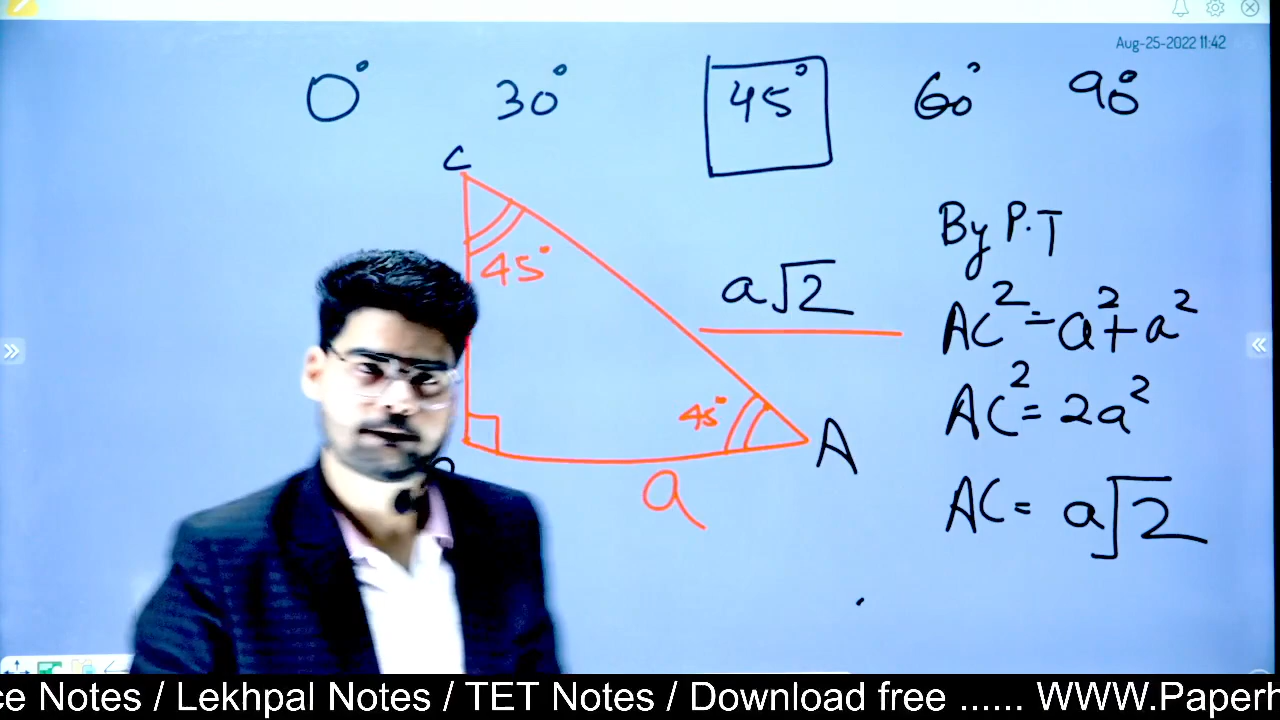 Aug-25-2022 11:42
0° 30° 45° 60° 90°
C
45°
a√2
45°
A
a
By P.T
AC²=a²+a²
AC²=2a²
AC= a√2
ce Notes / Lekhpal Notes / TET Notes / Download free ...... WWW.Paperh